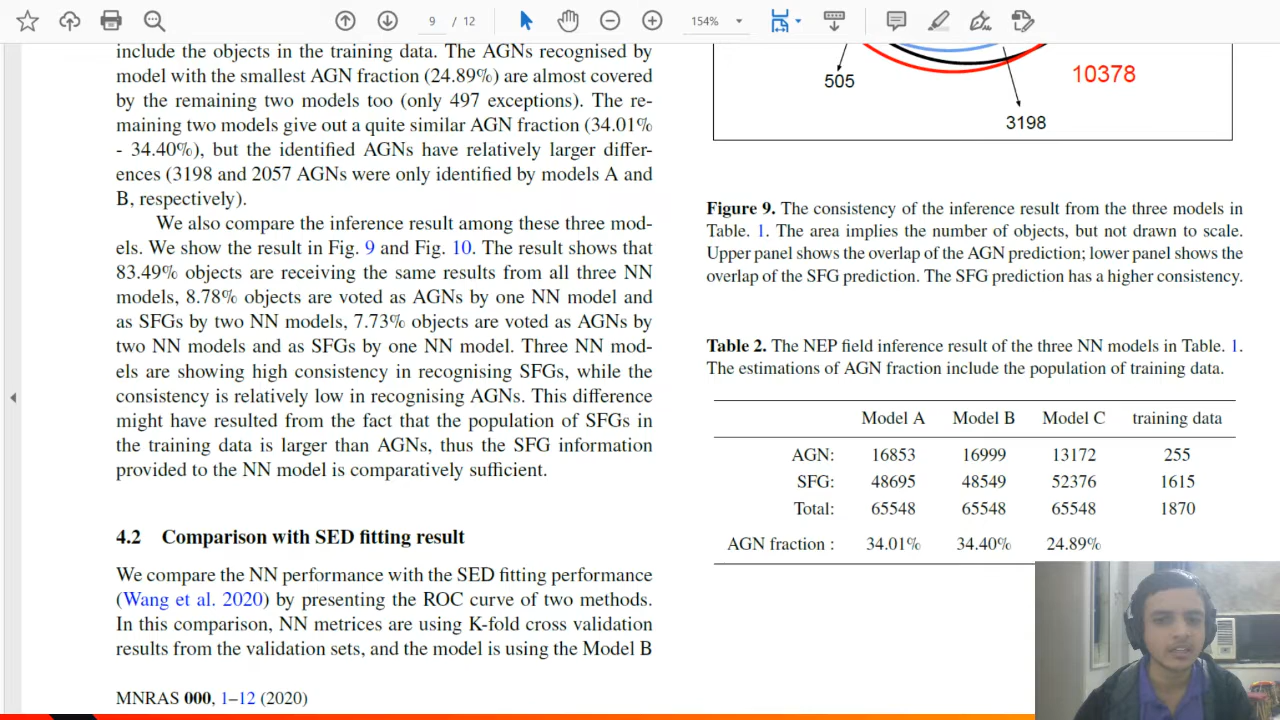 9 / 12
154%
include the objects in the training data. The AGNs recognised by
model with the smallest AGN fraction (24.89%) are almost covered
by the remaining two models too (only 497 exceptions). The re-
maining two models give out a quite similar AGN fraction (34.01%
- 34.40%), but the identified AGNs have relatively larger differ-
ences (3198 and 2057 AGNs were only identified by models A and
B, respectively).
We also compare the inference result among these three mod-
els. We show the result in Fig. 9 and Fig. 10. The result shows that
83.49% objects are receiving the same results from all three NN
models, 8.78% objects are voted as AGNs by one NN model and
as SFGs by two NN models, 7.73% objects are voted as AGNs by
two NN models and as SFGs by one NN model. Three NN mod-
els are showing high consistency in recognising SFGs, while the
consistency is relatively low in recognising AGNs. This difference
might have resulted from the fact that the population of SFGs in
the training data is larger than AGNs, thus the SFG information
provided to the NN model is comparatively sufficient.
4.2 Comparison with SED fitting result
We compare the NN performance with the SED fitting performance
(Wang et al. 2020) by presenting the ROC curve of two methods.
In this comparison, NN metrices are using K-fold cross validation
results from the validation sets, and the model is using the Model B
MNRAS 000, 1–12 (2020)
505
10378
3198
Figure 9. The consistency of the inference result from the three models in
Table. 1. The area implies the number of objects, but not drawn to scale.
Upper panel shows the overlap of the AGN prediction; lower panel shows the
overlap of the SFG prediction. The SFG prediction has a higher consistency.
Table 2. The NEP field inference result of the three NN models in Table. 1.
The estimations of AGN fraction include the population of training data.
Model A Model B Model C training data
AGN: 16853 16999 13172 255
SFG: 48695 48549 52376 1615
Total: 65548 65548 65548 1870
AGN fraction : 34.01% 34.40% 24.89%